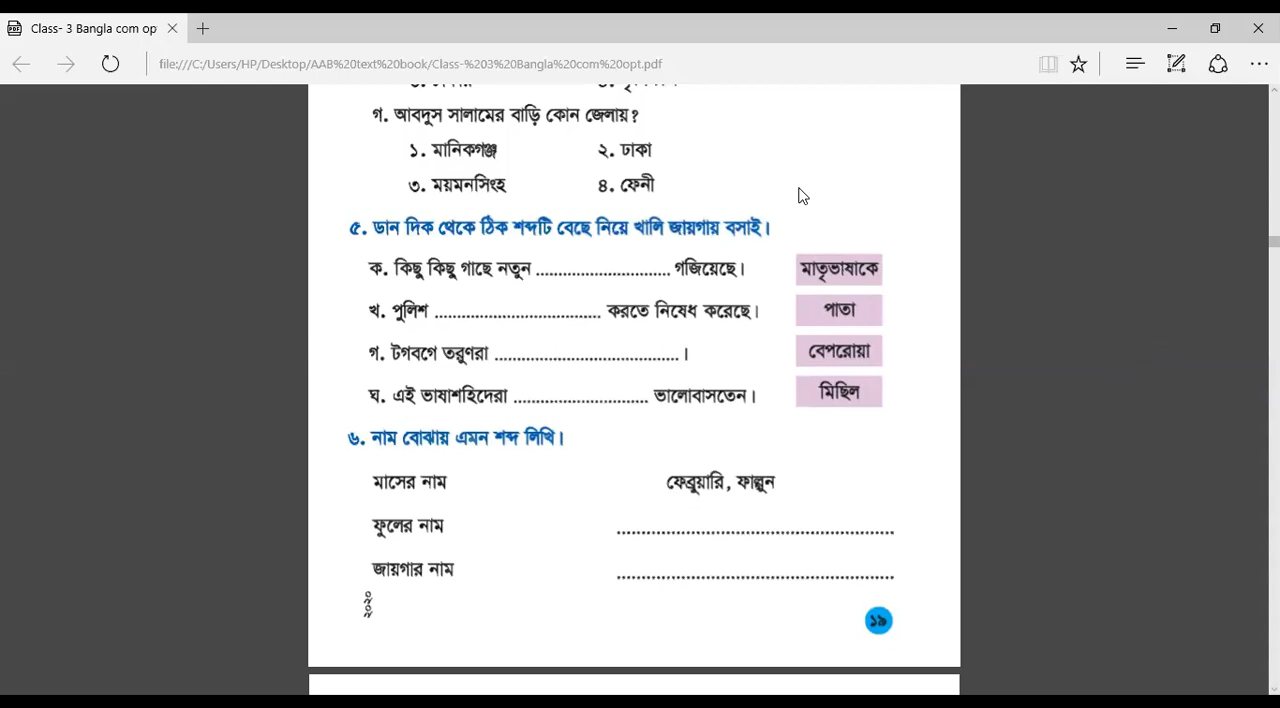 Class- 3 Bangla com op
file:///C:/Users/HP/Desktop/AAB%20text%20book/Class-%203%20Bangla%20com%20opt.pdf
গ. আবদুস সালামের বাড়ি কোন জেলায়?
১. মানিকগঞ্জ ২. ঢাকা
৩. ময়মনসিংহ ৪. ফেনী
৫. ডান দিক থেকে ঠিক শব্দটি বেছে নিয়ে খালি জায়গায় বসাই।
ক. কিছু কিছু গাছে নতুন ............................ গজিয়েছে। মাতৃভাষাকে
খ. পুলিশ ................................... করতে নিষেধ করেছে। পাতা
গ. টগবগে তরুণরা ....................................... । বেপরোয়া
ঘ. এই ভাষাশহিদেরা ............................ ভালোবাসতেন। মিছিল
৬. নাম বোঝায় এমন শব্দ লিখি।
মাসের নাম ফেব্রুয়ারি, ফাল্গুন
ফুলের নাম ..........................................................
জায়গার নাম ..........................................................
১৯